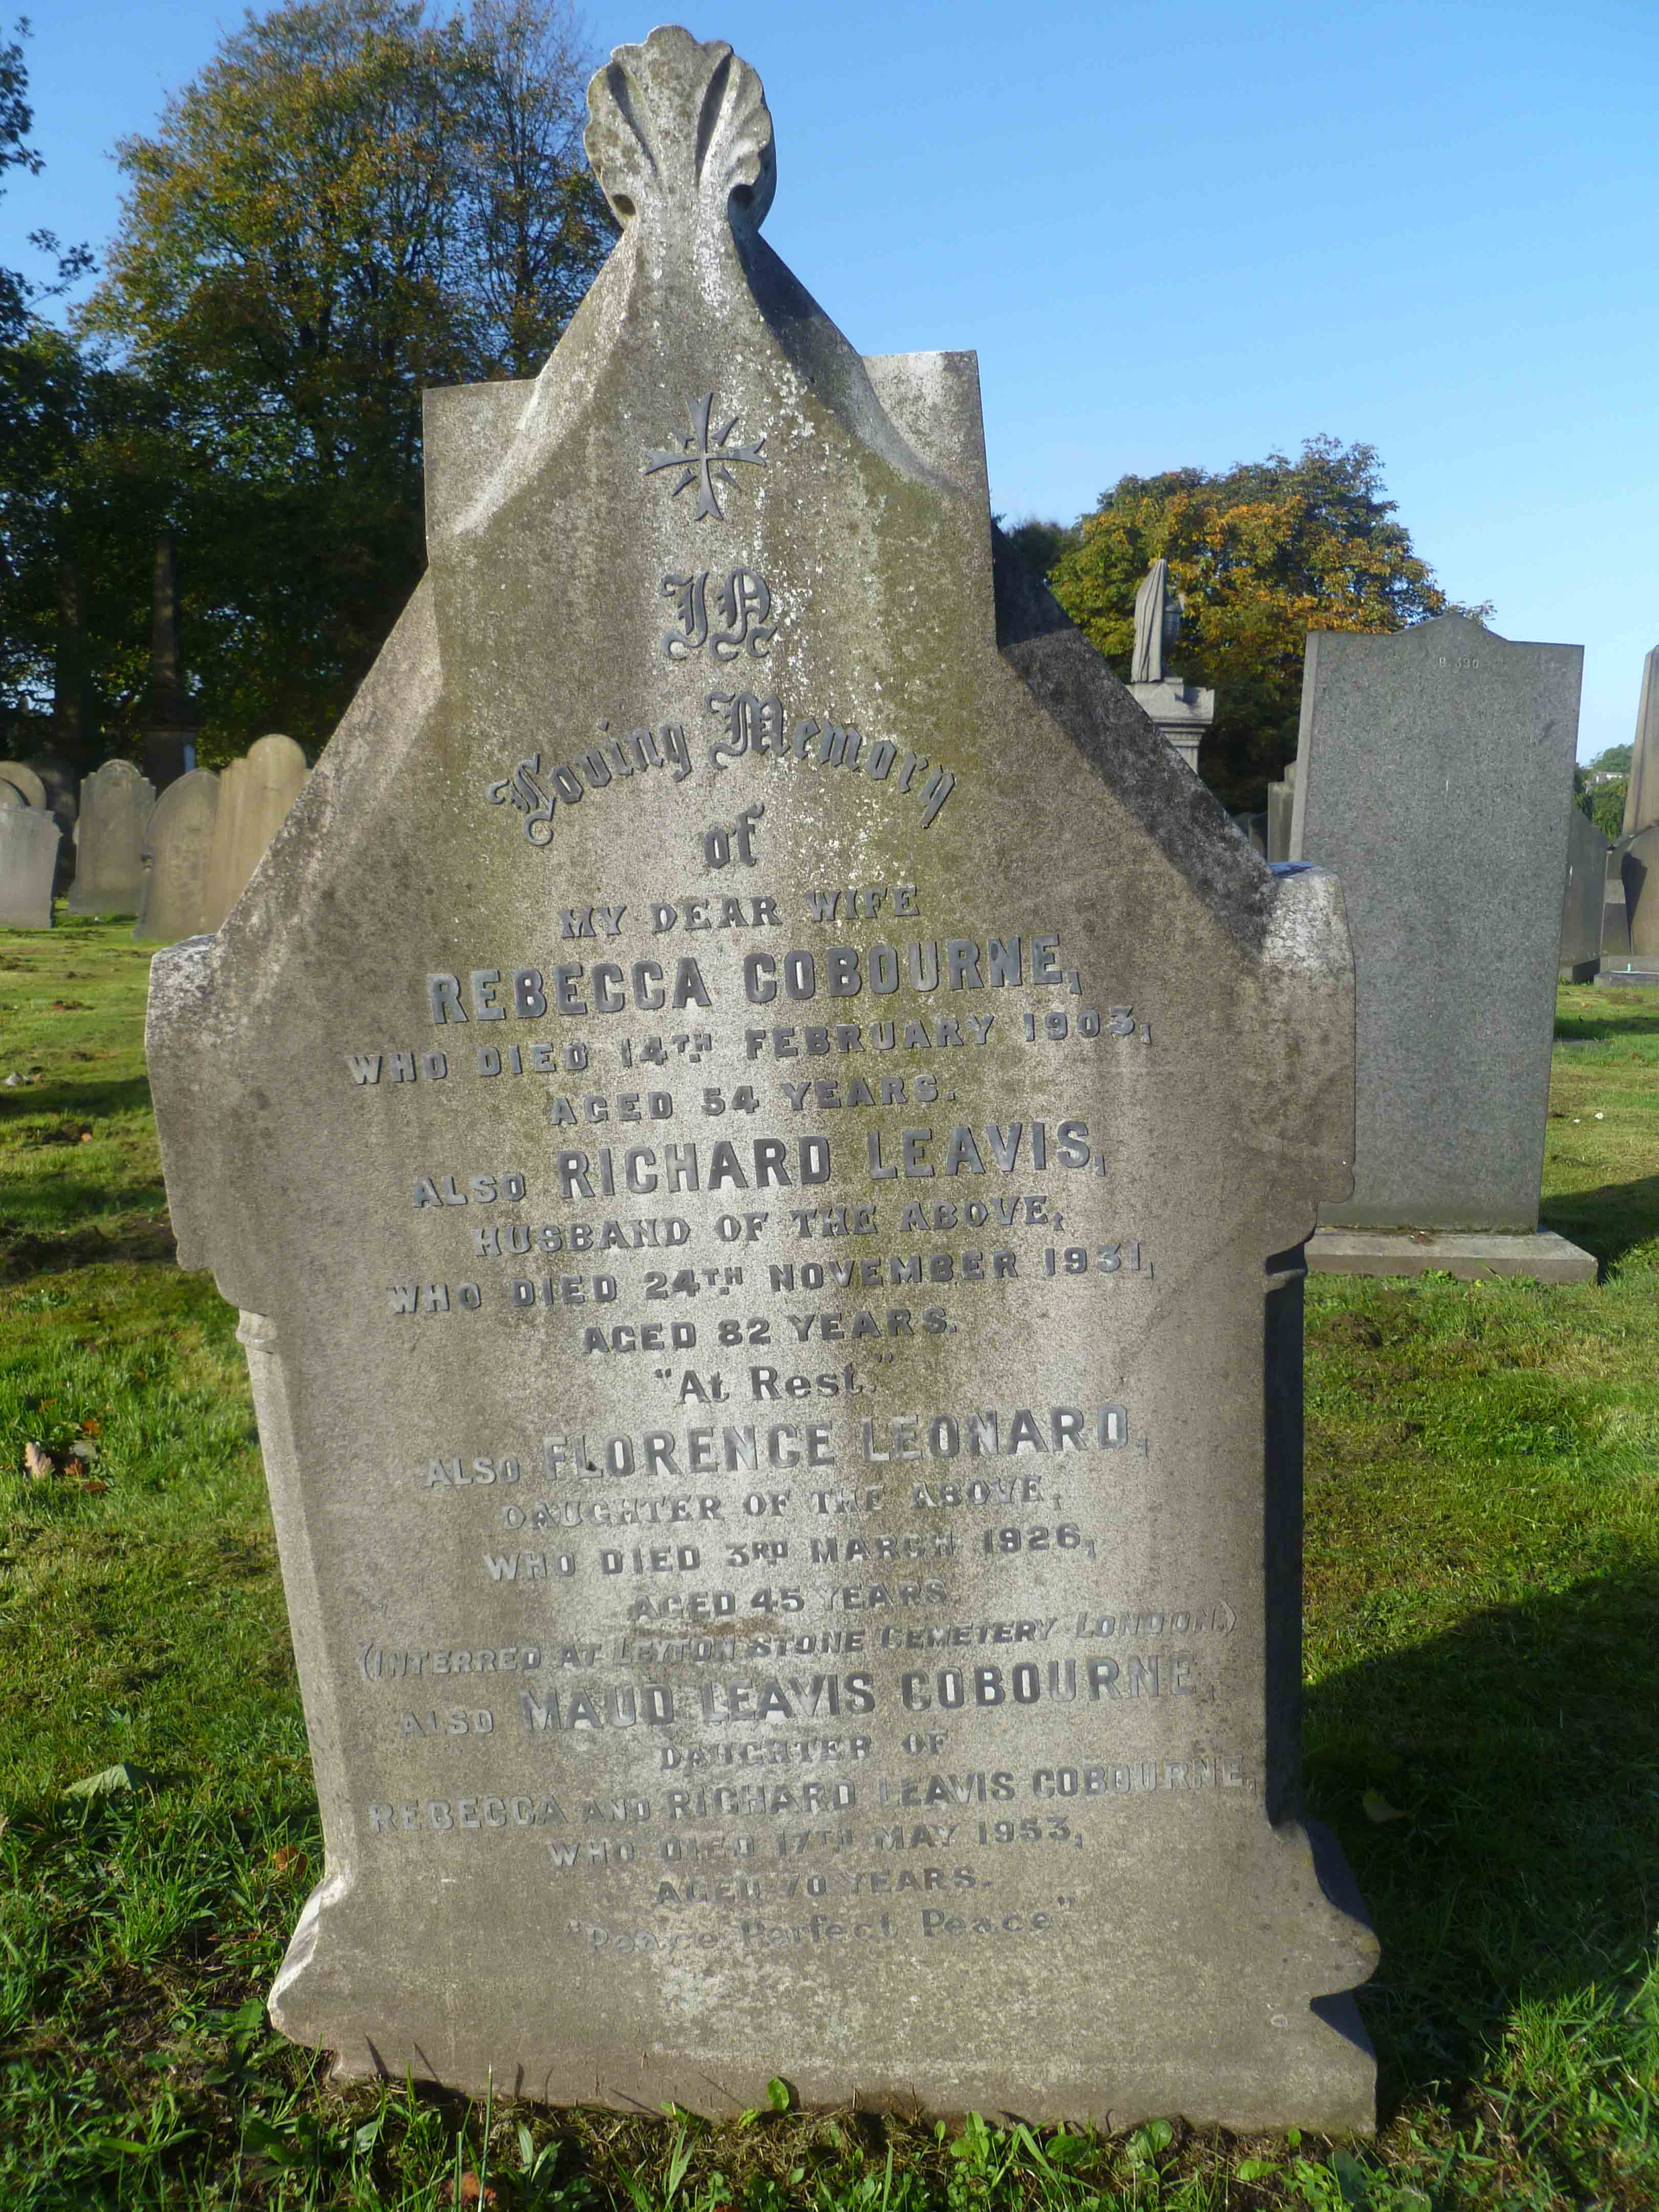 IN
Loving Memory
of
MY DEAR WIFE
REBECCA COBOURNE,
WHO DIED 14TH FEBRUARY 1903,
AGED 54 YEARS.
ALSO RICHARD LEAVIS,
HUSBAND OF THE ABOVE,
WHO DIED 24TH NOVEMBER 1931,
AGED 82 YEARS.
"At Rest."
ALSO FLORENCE LEONARD,
DAUGHTER OF THE ABOVE,
WHO DIED 3RD MARCH 1926,
AGED 45 YEARS.
(INTERRED AT LEYTON STONE CEMETERY LONDON.)
ALSO MAUD LEAVIS COBOURNE,
DAUGHTER OF
REBECCA AND RICHARD LEAVIS COBOURNE,
WHO DIED 17TH MAY 1953,
AGED 70 YEARS.
"Peace Perfect Peace"
B 330